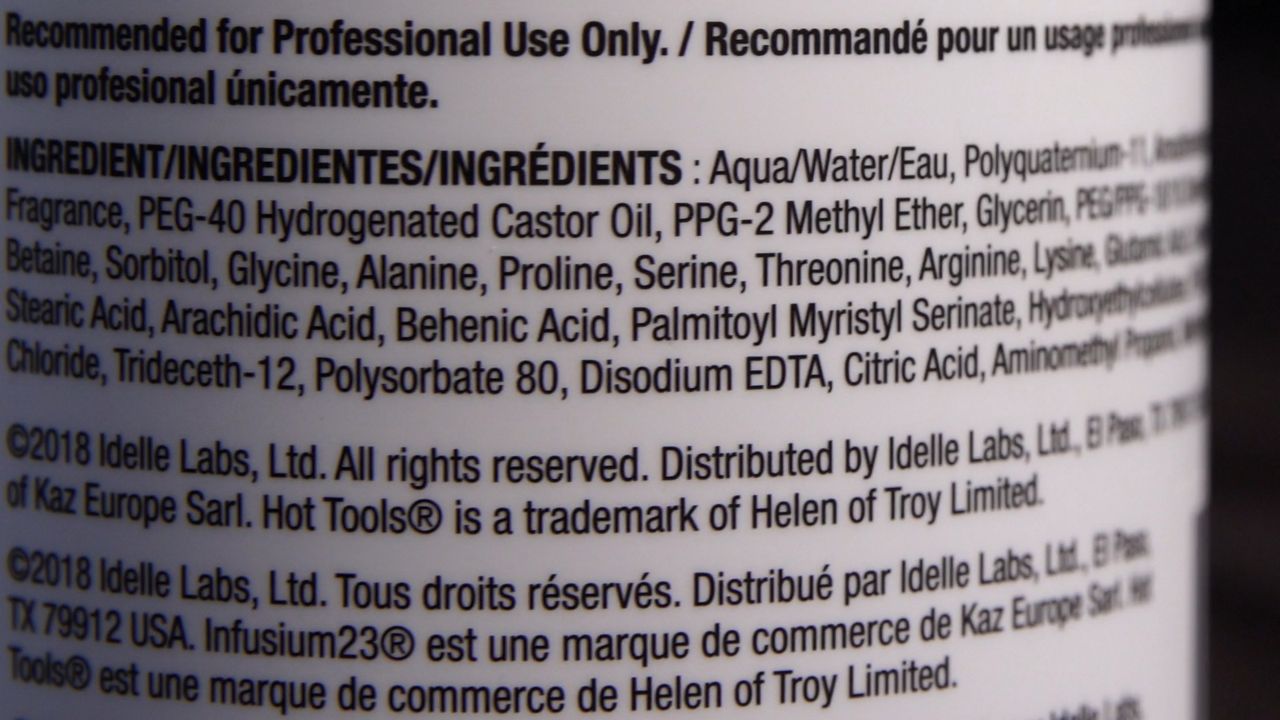 Recommended for Professional Use Only. / Recommandé pour un usage
uso profesional únicamente.
INGREDIENT/INGREDIENTES/INGRÉDIENTS : Aqua/Water/Eau, Polyquaternium-11,
Fragrance, PEG-40 Hydrogenated Castor Oil, PPG-2 Methyl Ether, Glycerin,
Betaine, Sorbitol, Glycine, Alanine, Proline, Serine, Threonine, Arginine, Lysine, Glutamic Acid,
Stearic Acid, Arachidic Acid, Behenic Acid, Palmitoyl Myristyl Serinate,
Chloride, Trideceth-12, Polysorbate 80, Disodium EDTA, Citric Acid, Aminomethyl
©2018 Idelle Labs, Ltd. All rights reserved. Distributed by Idelle Labs, Ltd., El Paso,
of Kaz Europe Sarl. Hot Tools® is a trademark of Helen of Troy Limited.
©2018 Idelle Labs, Ltd. Tous droits réservés. Distribué par Idelle Labs, Ltd., El Paso,
TX 79912 USA. Infusium23® est une marque de commerce de Kaz Europe Sarl. Hot
Tools® est une marque de commerce de Helen of Troy Limited.
Idelle Labs,